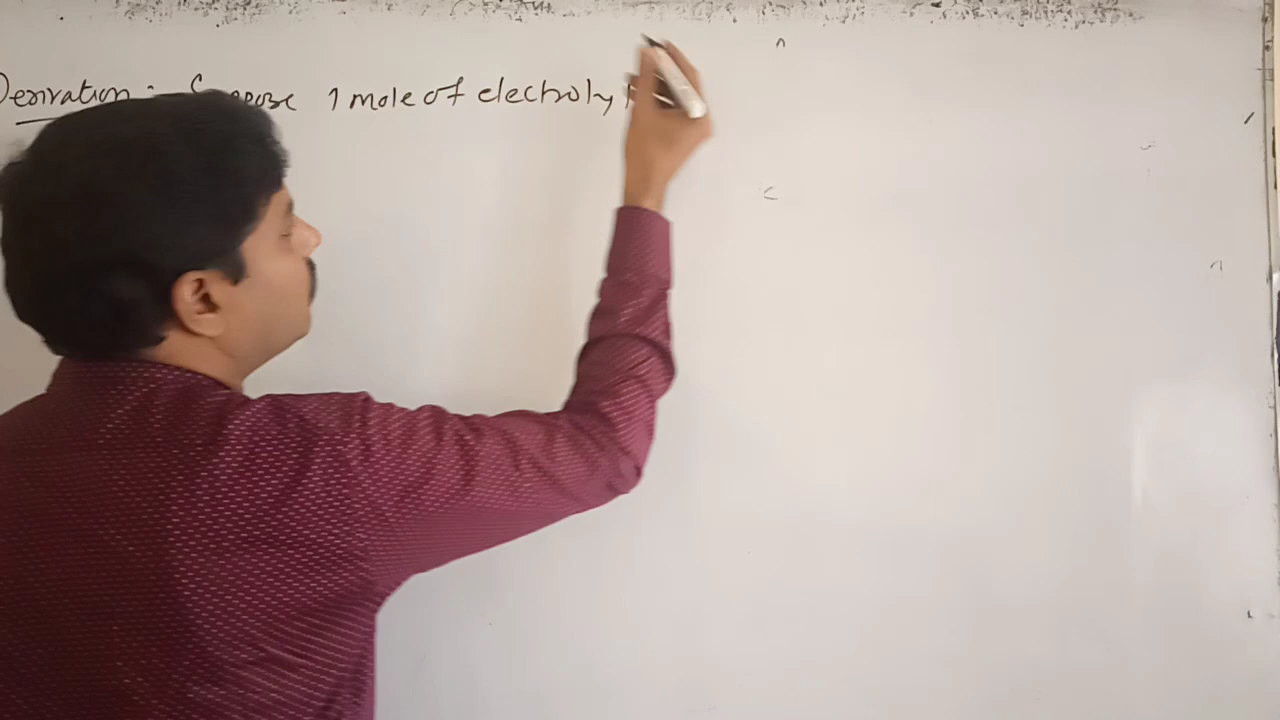 Derivation :- Suppose 1 mole of electroly